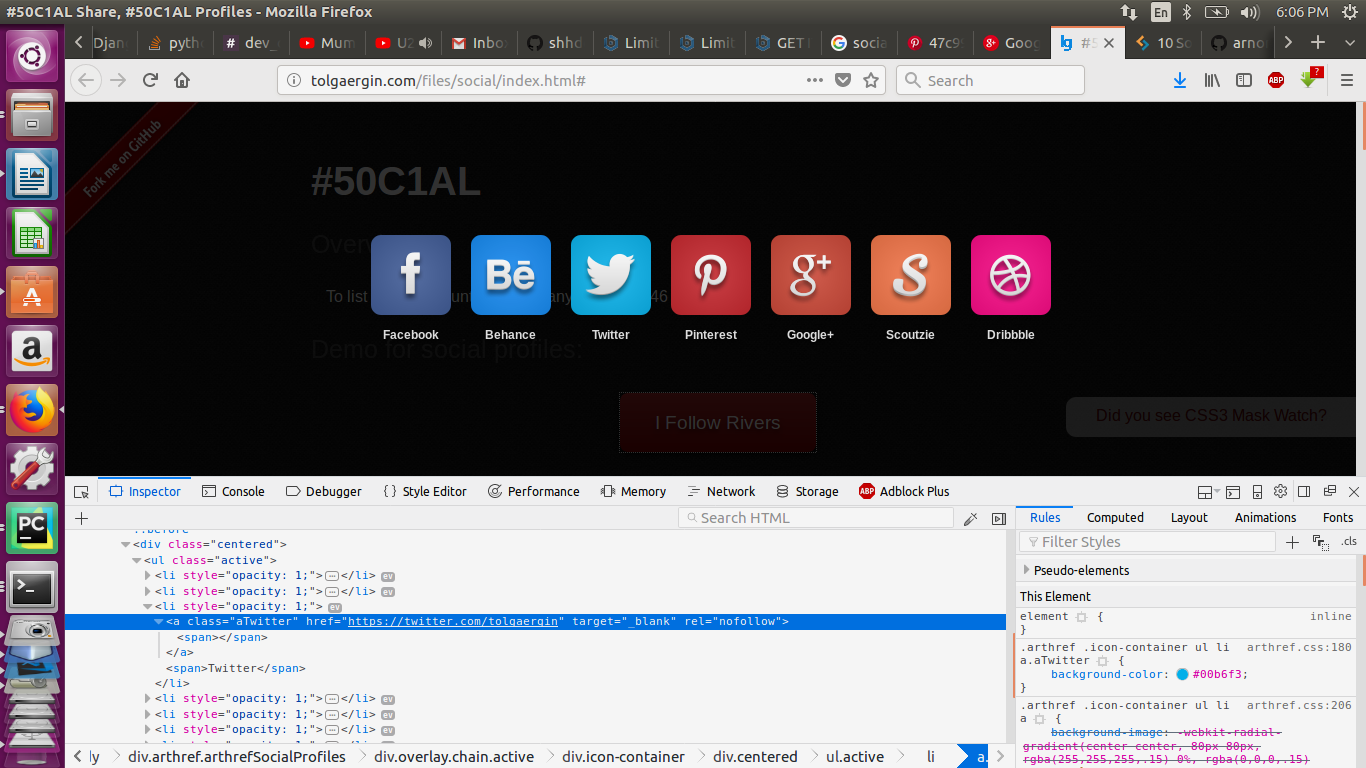 #50C1AL Share, #50C1AL Profiles - Mozilla Firefox
En
6:06 PM
Djan
pyth
dev_
Mum
U2
Inbo
shhd
Limit
Limit
GET
socia
47c9
Goog
#5
10 So
arno
tolgaergin.com/files/social/index.html#
Search
ABP
?
Fork me on GitHub
#50C1AL
Over
To list
unt
any
46
f
Bē
g+
S
Facebook
Behance
Twitter
Pinterest
Google+
Scoutzie
Dribbble
Demo for social profiles:
I Follow Rivers
Did you see CSS3 Mask Watch?
Inspector
Console
Debugger
Style Editor
Performance
Memory
Network
Storage
ABP Adblock Plus
Search HTML
Rules
Computed
Layout
Animations
Fonts
Filter Styles
.cls
::before
<div class="centered">
<ul class="active">
<li style="opacity: 1;"></li> ev
<li style="opacity: 1;"></li> ev
<li style="opacity: 1;"> ev
<a class="aTwitter" href="https://twitter.com/tolgaergin" target="_blank" rel="nofollow">
<span></span>
</a>
<span>Twitter</span>
</li>
<li style="opacity: 1;"></li> ev
<li style="opacity: 1;"></li> ev
<li style="opacity: 1;"></li> ev
Pseudo-elements
This Element
element { inline
}
.arthref .icon-container ul li arthref.css:180
a.aTwitter {
background-color: #00b6f3;
}
.arthref .icon-container ul li arthref.css:206
a {
background-image: -webkit-radial-
gradient(center center, 80px 80px,
rgba(255,255,255,.15) 0%, rgba(0,0,0,.15)
ly
div.arthref.arthrefSocialProfiles
div.overlay.chain.active
div.icon-container
div.centered
ul.active
li
a.
PC
a